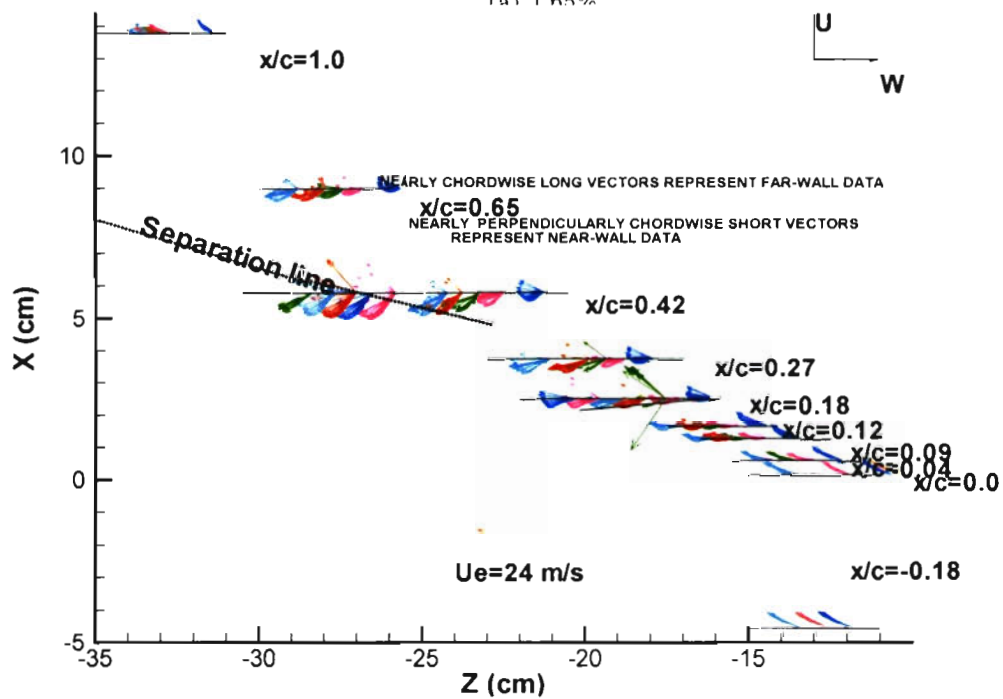 U
W
x/c=1.0
10
NEARLY CHORDWISE LONG VECTORS REPRESENT FAR-WALL DATA
x/c=0.65
NEARLY PERPENDICULARLY CHORDWISE SHORT VECTORS
REPRESENT NEAR-WALL DATA
Separation line
x/c=0.42
5
X (cm)
x/c=0.27
x/c=0.18
x/c=0.12
x/c=0.09
x/c=0.04
x/c=0.0
0
Ue=24 m/s
x/c=-0.18
-5
-35
-30
-25
-20
-15
Z (cm)